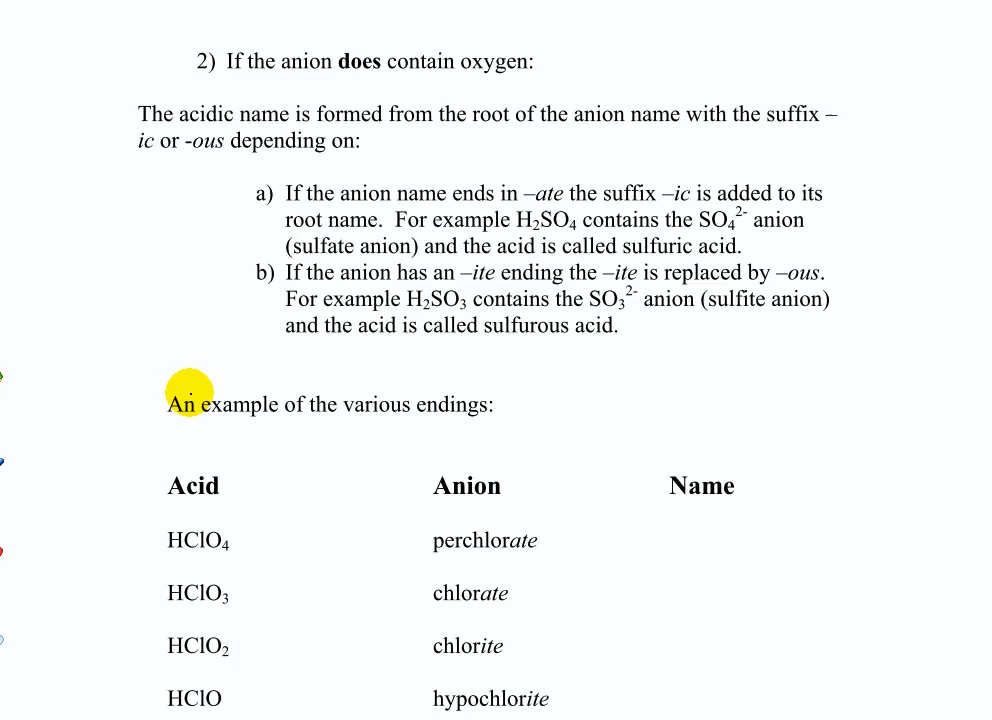 2) If the anion does contain oxygen:
The acidic name is formed from the root of the anion name with the suffix –
ic or -ous depending on:
a) If the anion name ends in –ate the suffix –ic is added to its
root name. For example H₂SO₄ contains the SO₄²⁻ anion
(sulfate anion) and the acid is called sulfuric acid.
b) If the anion has an –ite ending the –ite is replaced by –ous.
For example H₂SO₃ contains the SO₃²⁻ anion (sulfite anion)
and the acid is called sulfurous acid.
An example of the various endings:
Acid Anion Name
HClO₄ perchlorate
HClO₃ chlorate
HClO₂ chlorite
HClO hypochlorite